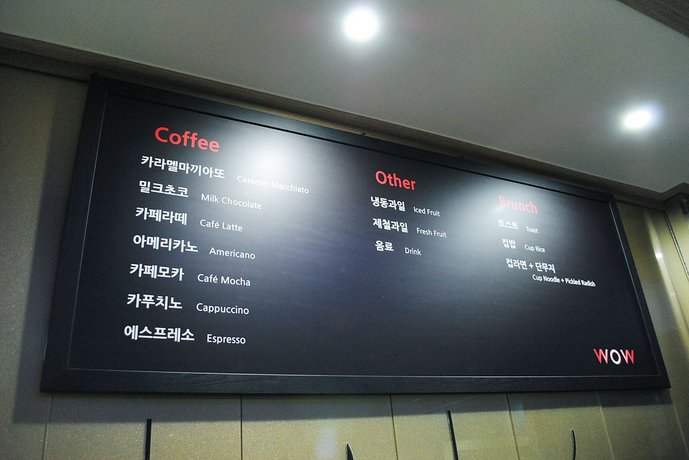 Coffee
카라멜마끼아또 Caramel Macchiato
밀크초코 Milk Chocolate
카페라떼 Café Latte
아메리카노 Americano
카페모카 Café Mocha
카푸치노 Cappuccino
에스프레소 Espresso
Other
냉동과일 Iced Fruit
제철과일 Fresh Fruit
음료 Drink
Brunch
토스트 Toast
컵밥 Cup Rice
컵라면 + 단무지
Cup Noodle + Pickled Radish
WOW